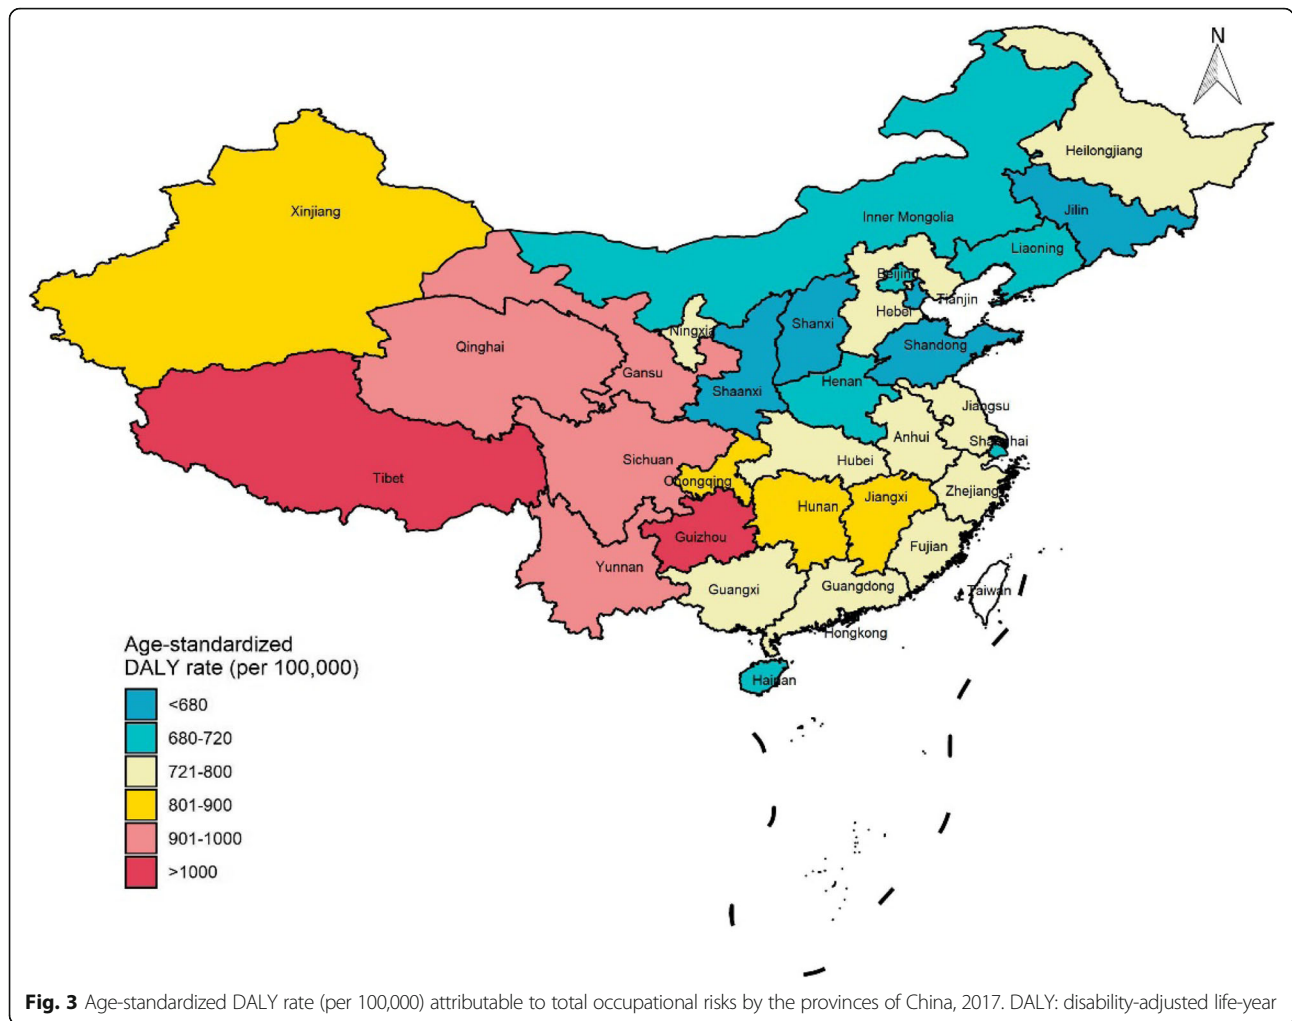 N
Heilongjiang
Xinjiang
Jilin
Inner Mongolia
Liaoning
Beijing
Tianjin
Hebei
Shanxi
Ningxia
Shandong
Qinghai
Gansu
Henan
Shaanxi
Jiangsu
Anhui
Shanghai
Sichuan
Hubei
Tibet
Chongqing
Zhejiang
Jiangxi
Hunan
Guizhou
Fujian
Yunnan
Guangxi
Guangdong
Taiwan
Hongkong
Hainan
Age-standardized
DALY rate (per 100,000)
<680
680-720
721-800
801-900
901-1000
>1000
Fig. 3 Age-standardized DALY rate (per 100,000) attributable to total occupational risks by the provinces of China, 2017. DALY: disability-adjusted life-year